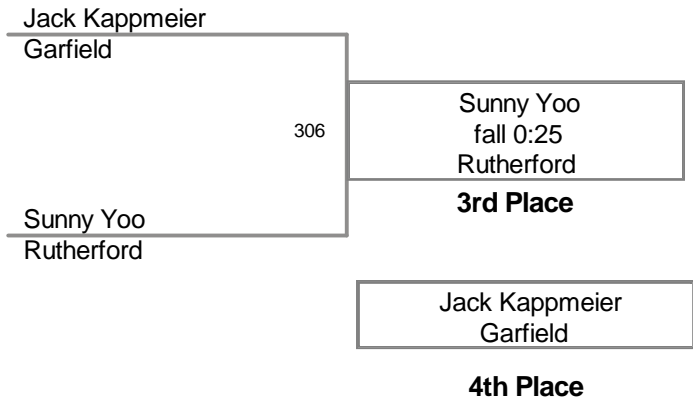 Jack Kappmeier
Garfield
306
Sunny Yoo
fall 0:25
Rutherford
3rd Place
Sunny Yoo
Rutherford
Jack Kappmeier
Garfield
4th Place